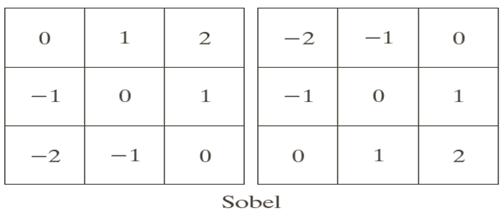 0 1 2 −2 −1 0
−1 0 1 −1 0 1
−2 −1 0 0 1 2
Sobel